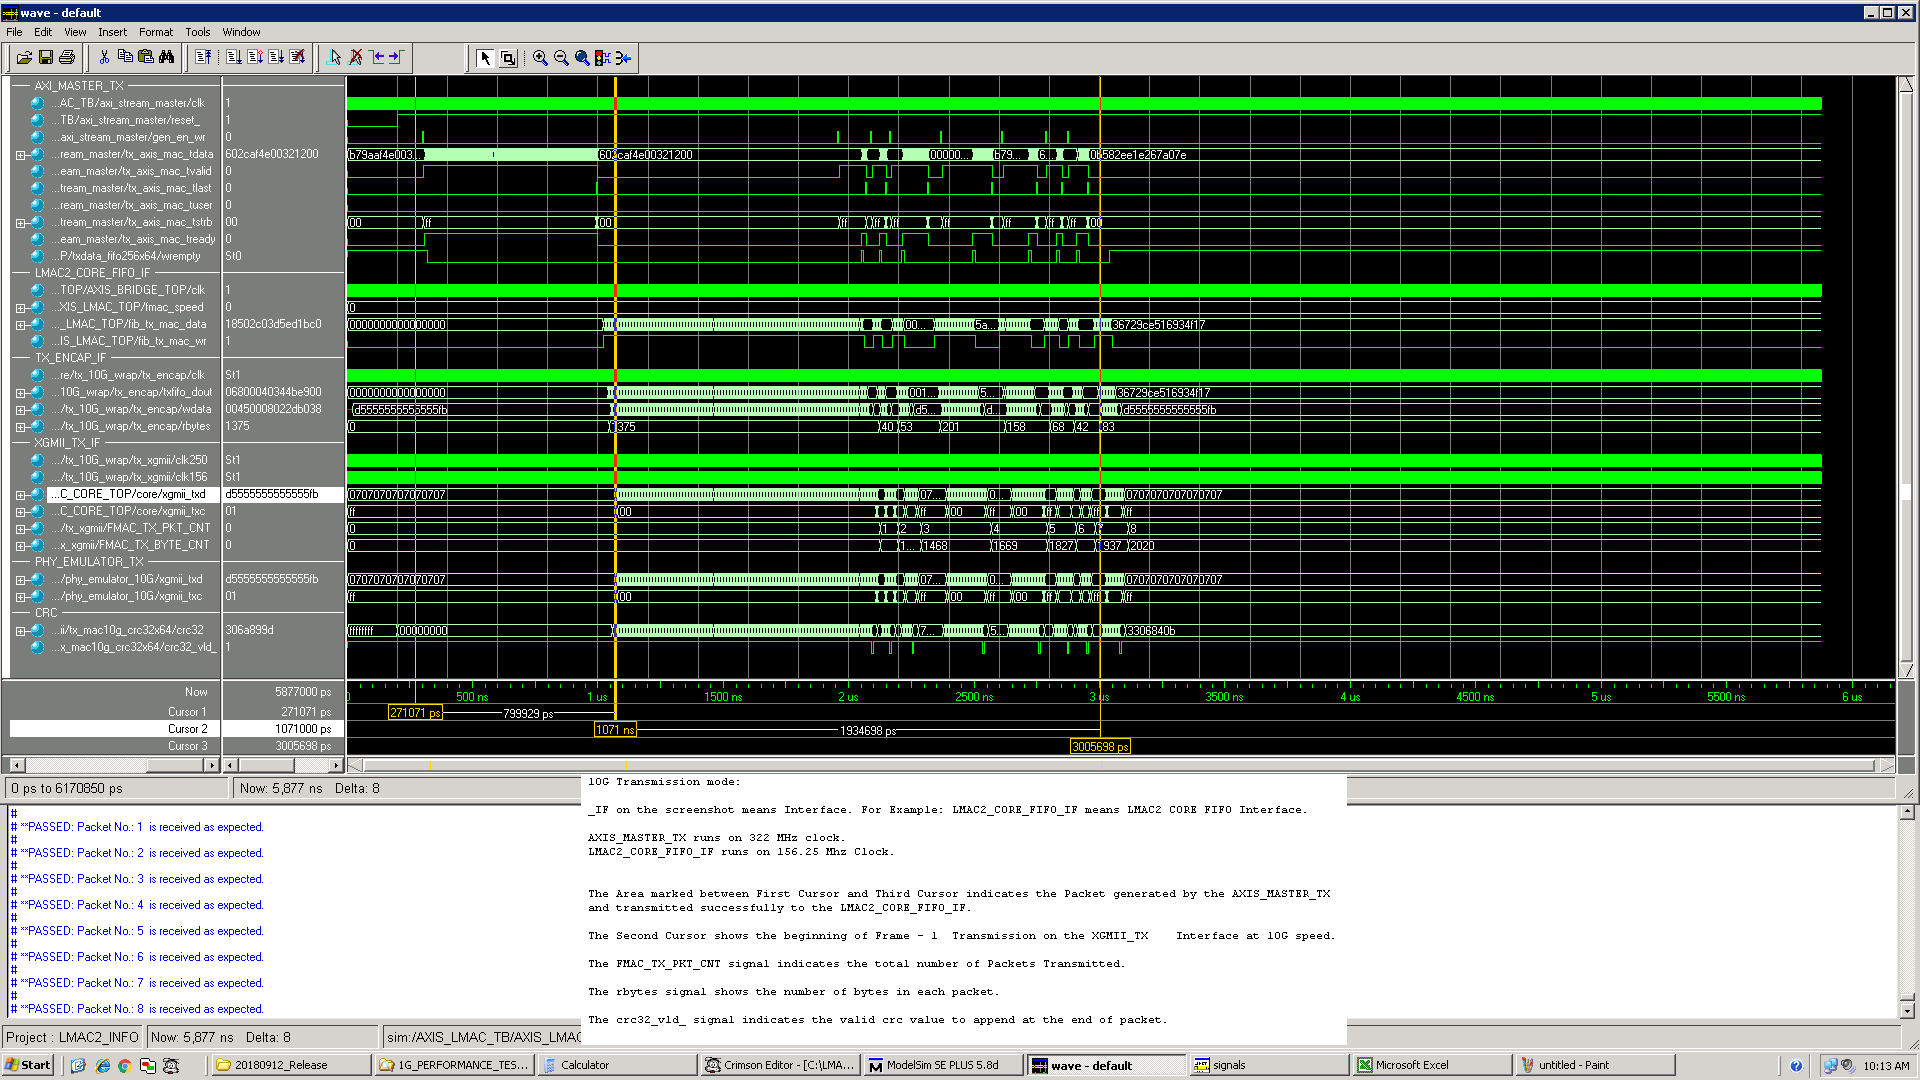 wave - default
File Edit View Insert Format Tools Window
AXI_MASTER_TX
...AC_TB/axi_stream_master/clk 1
...TB/axi_stream_master/reset_ 1
...axi_stream_master/gen_en_wr 0
...ream_master/tx_axis_mac_tdata 602caf4e00321200 b79aaf4e003... 602caf4e00321200 00000... b79... 6... 0b582ee1e267a07e
...eam_master/tx_axis_mac_tvalid 0
...tream_master/tx_axis_mac_tlast 0
...ream_master/tx_axis_mac_tuser 0
...tream_master/tx_axis_mac_tstrb 00 00 ff 00 ff ff ff ff ff ff ff 00
...eam_master/tx_axis_mac_tready 0
...P/txdata_fifo256x64/wrempty St0
LMAC2_CORE_FIFO_IF
...TOP/AXIS_BRIDGE_TOP/clk 1
...XIS_LMAC_TOP/fmac_speed 0 0
..._LMAC_TOP/fib_tx_mac_data 18502c03d5ed1bc0 0000000000000000 00... 5a... 36729ce516934f17
...IS_LMAC_TOP/fib_tx_mac_wr 1
TX_ENCAP_IF
...re/tx_10G_wrap/tx_encap/clk St1
...10G_wrap/tx_encap/txfifo_dout 06800040344be900 0000000000000000 001... 5... 36729ce516934f17
.../tx_10G_wrap/tx_encap/wdata 00450008022db038 d5555555555555fb d5... d... d5555555555555fb
.../tx_10G_wrap/tx_encap/rbytes 1375 0 1375 40 53 201 158 68 42 83
XGMII_TX_IF
.../tx_10G_wrap/tx_xgmii/clk250 St1
.../tx_10G_wrap/tx_xgmii/clk156 St1
...C_CORE_TOP/core/xgmii_txd d5555555555555fb 0707070707070707 07... 0... 0707070707070707
...C_CORE_TOP/core/xgmii_txc 01 ff 00 ff 00 ff 00 ff ff ff
.../tx_xgmii/FMAC_TX_PKT_CNT 0 0 1 2 3 4 5 6 7 8
...x_xgmii/FMAC_TX_BYTE_CNT 0 0 1... 1468 1669 1827 1937 2020
PHY_EMULATOR_TX
.../phy_emulator_10G/xgmii_txd d5555555555555fb 0707070707070707 07... 0... 0707070707070707
.../phy_emulator_10G/xgmii_txc 01 ff 00 ff 00 ff 00 ff ff ff
CRC
...ii/tx_mac10g_crc32x64/crc32 306a899d ffffffff 00000000 7... 5... 3306840b
...x_mac10g_crc32x64/crc32_vld_ 1
Now 5877000 ps 500 ns 1 us 1500 ns 2 us 2500 ns 3 us 3500 ns 4 us 4500 ns 5 us 5500 ns 6 us
Cursor 1 271071 ps 271071 ps 799929 ps
Cursor 2 1071000 ps 1071 ns 1934698 ps
Cursor 3 3005698 ps 3005698 ps
0 ps to 6170850 ps Now: 5,877 ns Delta: 8
10G Transmission mode:
_IF on the screenshot means Interface. For Example: LMAC2_CORE_FIFO_IF means LMAC2 CORE FIFO Interface.
AXIS_MASTER_TX runs on 322 MHz clock.
LMAC2_CORE_FIFO_IF runs on 156.25 Mhz Clock.
The Area marked between First Cursor and Third Cursor indicates the Packet generated by the AXIS_MASTER_TX
and transmitted successfully to the LMAC2_CORE_FIFO_IF.
The Second Cursor shows the beginning of Frame - 1 Transmission on the XGMII_TX Interface at 10G speed.
The FMAC_TX_PKT_CNT signal indicates the total number of Packets Transmitted.
The rbytes signal shows the number of bytes in each packet.
The crc32_vld_ signal indicates the valid crc value to append at the end of packet.
#
# **PASSED: Packet No.: 1 is received as expected.
#
# **PASSED: Packet No.: 2 is received as expected.
#
# **PASSED: Packet No.: 3 is received as expected.
#
# **PASSED: Packet No.: 4 is received as expected.
#
# **PASSED: Packet No.: 5 is received as expected.
#
# **PASSED: Packet No.: 6 is received as expected.
#
# **PASSED: Packet No.: 7 is received as expected.
#
# **PASSED: Packet No.: 8 is received as expected.
Project : LMAC2_INFO Now: 5,877 ns Delta: 8 sim:/AXIS_LMAC_TB/AXIS_LMAC
Start 20180912_Release 1G_PERFORMANCE_TES... Calculator Crimson Editor - [C:\LMA... ModelSim SE PLUS 5.8d wave - default signals Microsoft Excel untitled - Paint 10:13 AM